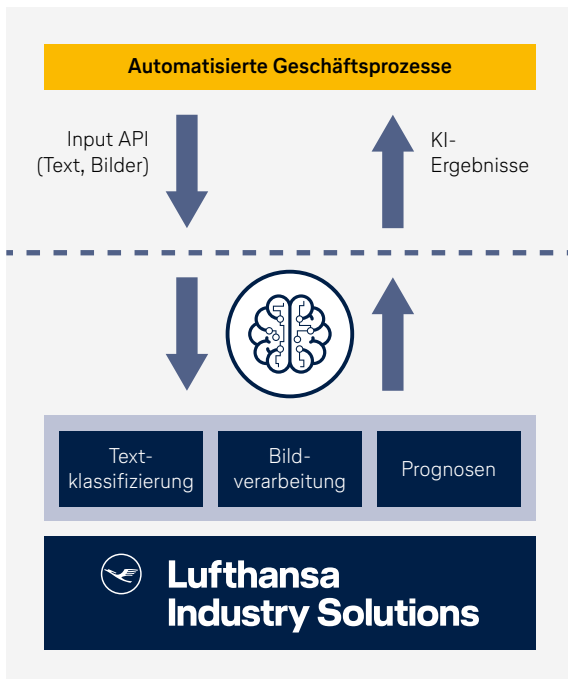 Automatisierte Geschäftsprozesse
Input API
(Text, Bilder)
KI-
Ergebnisse
Text-
klassifizierung
Bild-
verarbeitung
Prognosen
Lufthansa
Industry Solutions